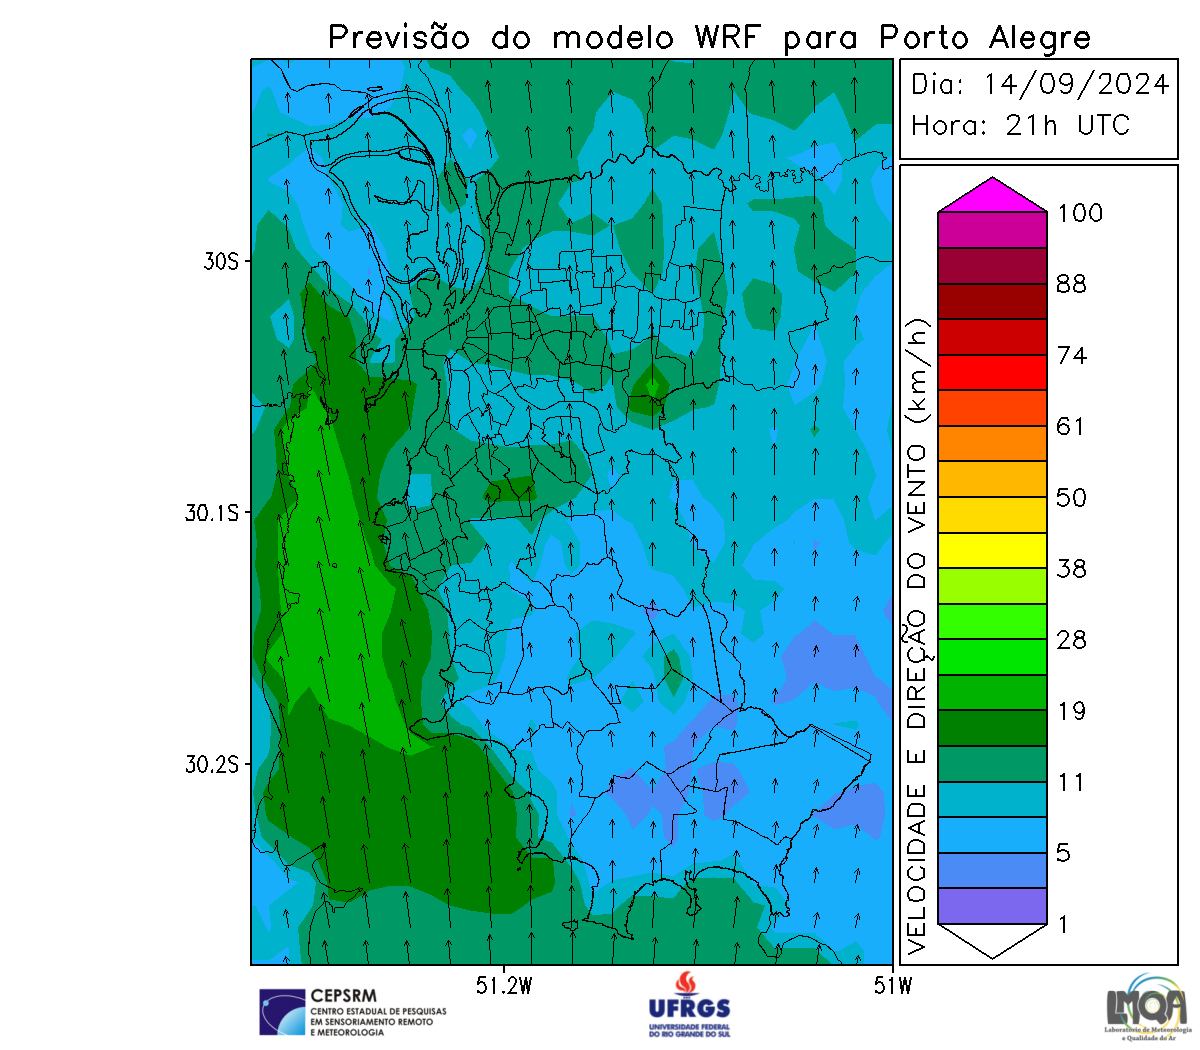 Previsão do modelo WRF para Porto Alegre
Dia: 14/09/2024
Hora: 21h UTC
30S
30.1S
30.2S
51.2W
51W
VELOCIDADE E DIREÇÃO DO VENTO (km/h)
100
88
74
61
50
38
28
19
11
5
1
CEPSRM
CENTRO ESTADUAL DE PESQUISAS
EM SENSORIAMENTO REMOTO
E METEOROLOGIA
UFRGS
UNIVERSIDADE FEDERAL
DO RIO GRANDE DO SUL
LMQA
Laboratório de Meteorologia
e Qualidade do Ar